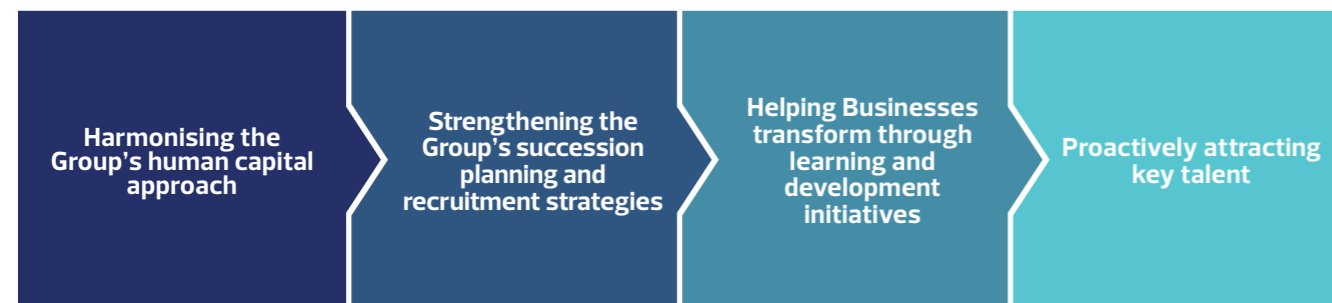 Harmonising the
Group's human capital
approach
Strengthening the
Group's succession
planning and
recruitment strategies
Helping Businesses
transform through
learning and
development
initiatives
Proactively attracting
key talent